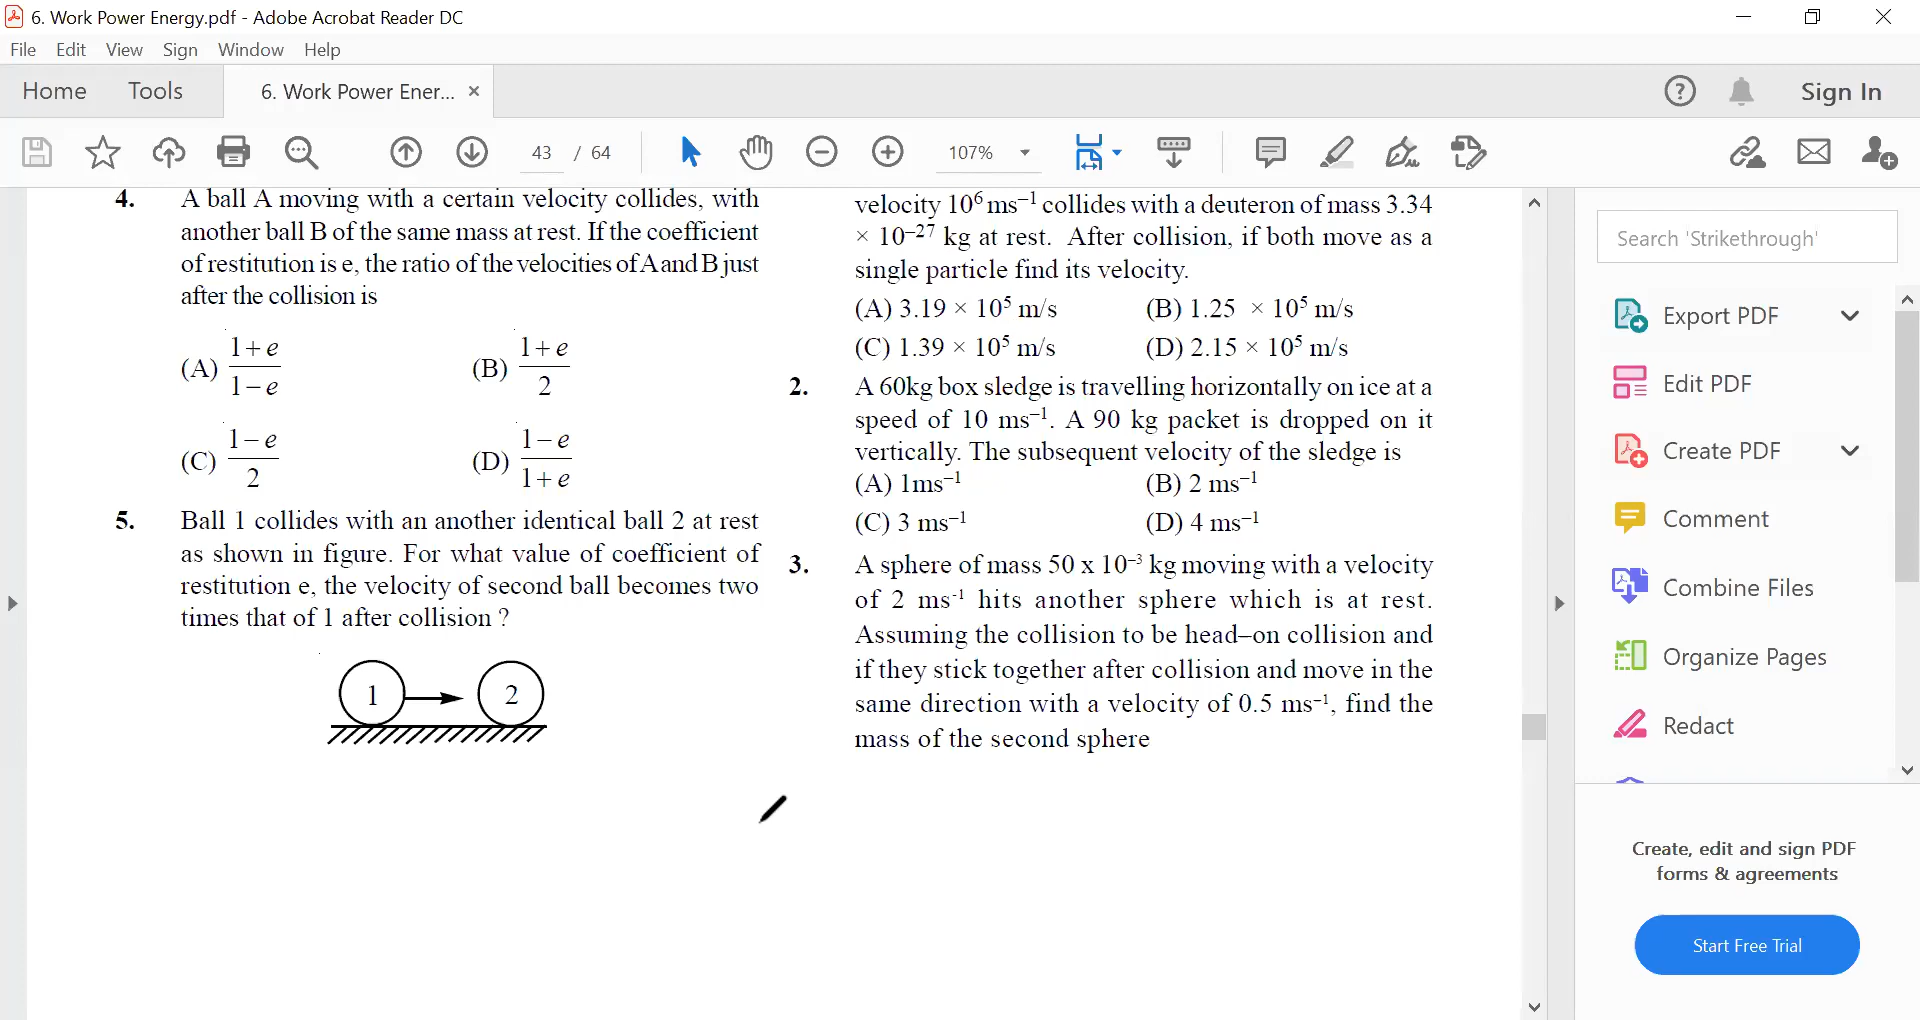 6. Work Power Energy.pdf - Adobe Acrobat Reader DC
File Edit View Sign Window Help
Home Tools 6. Work Power Ener... × Sign In
43 / 64 107%
4. A ball A moving with a certain velocity collides, with
another ball B of the same mass at rest. If the coefficient
of restitution is e, the ratio of the velocities of A and B just
after the collision is
(A) (1+e)/(1−e) (B) (1+e)/2
(C) (1−e)/2 (D) (1−e)/(1+e)
5. Ball 1 collides with an another identical ball 2 at rest
as shown in figure. For what value of coefficient of
restitution e, the velocity of second ball becomes two
times that of 1 after collision ?
1 2
velocity 10⁶ ms⁻¹ collides with a deuteron of mass 3.34
× 10⁻²⁷ kg at rest. After collision, if both move as a
single particle find its velocity.
(A) 3.19 × 10⁵ m/s (B) 1.25 × 10⁵ m/s
(C) 1.39 × 10⁵ m/s (D) 2.15 × 10⁵ m/s
2. A 60kg box sledge is travelling horizontally on ice at a
speed of 10 ms⁻¹. A 90 kg packet is dropped on it
vertically. The subsequent velocity of the sledge is
(A) 1ms⁻¹ (B) 2 ms⁻¹
(C) 3 ms⁻¹ (D) 4 ms⁻¹
3. A sphere of mass 50 x 10⁻³ kg moving with a velocity
of 2 ms⁻¹ hits another sphere which is at rest.
Assuming the collision to be head–on collision and
if they stick together after collision and move in the
same direction with a velocity of 0.5 ms⁻¹, find the
mass of the second sphere
Search 'Strikethrough'
Export PDF
Edit PDF
Create PDF
Comment
Combine Files
Organize Pages
Redact
Create, edit and sign PDF
forms & agreements
Start Free Trial